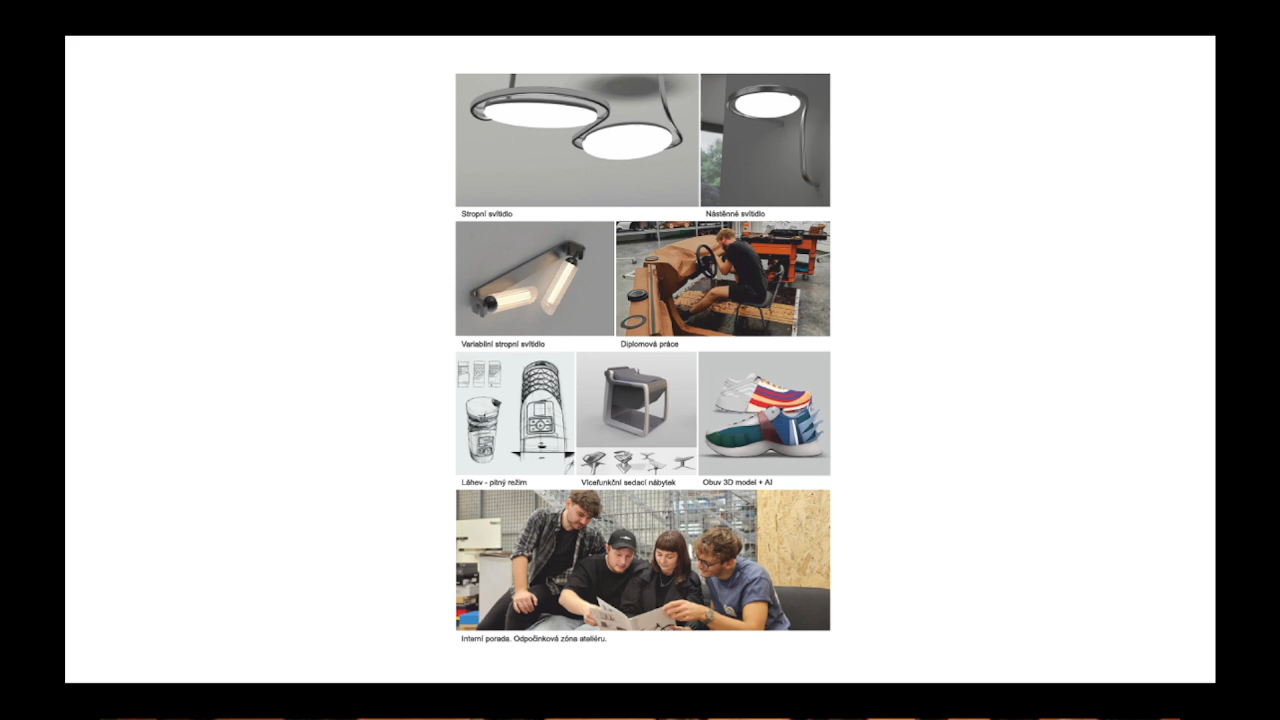 Stropní svítidlo
Nástěnné svítidlo
Variabilní stropní svítidlo
Diplomová práce
Láhev - pitný režim
Vícefunkční sedací nábytek
Obuv 3D model + AI
Interní porada. Odpočinková zóna ateliéru.